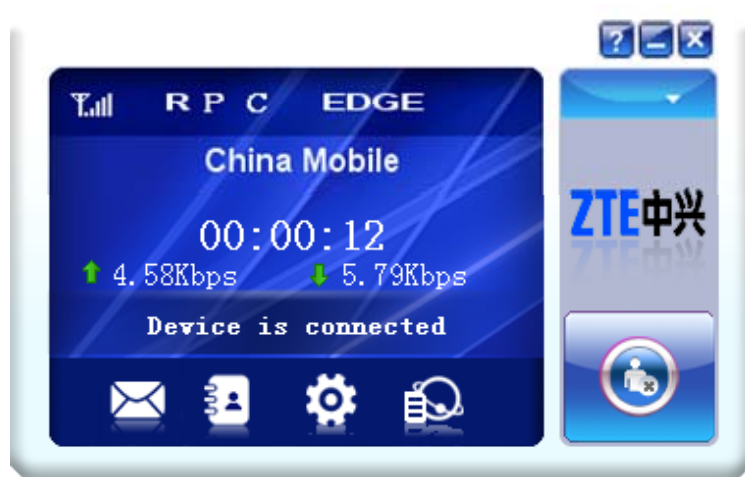 ?
R P C EDGE
China Mobile
00:00:12
4.58Kbps 5.79Kbps
Device is connected
ZTE中兴